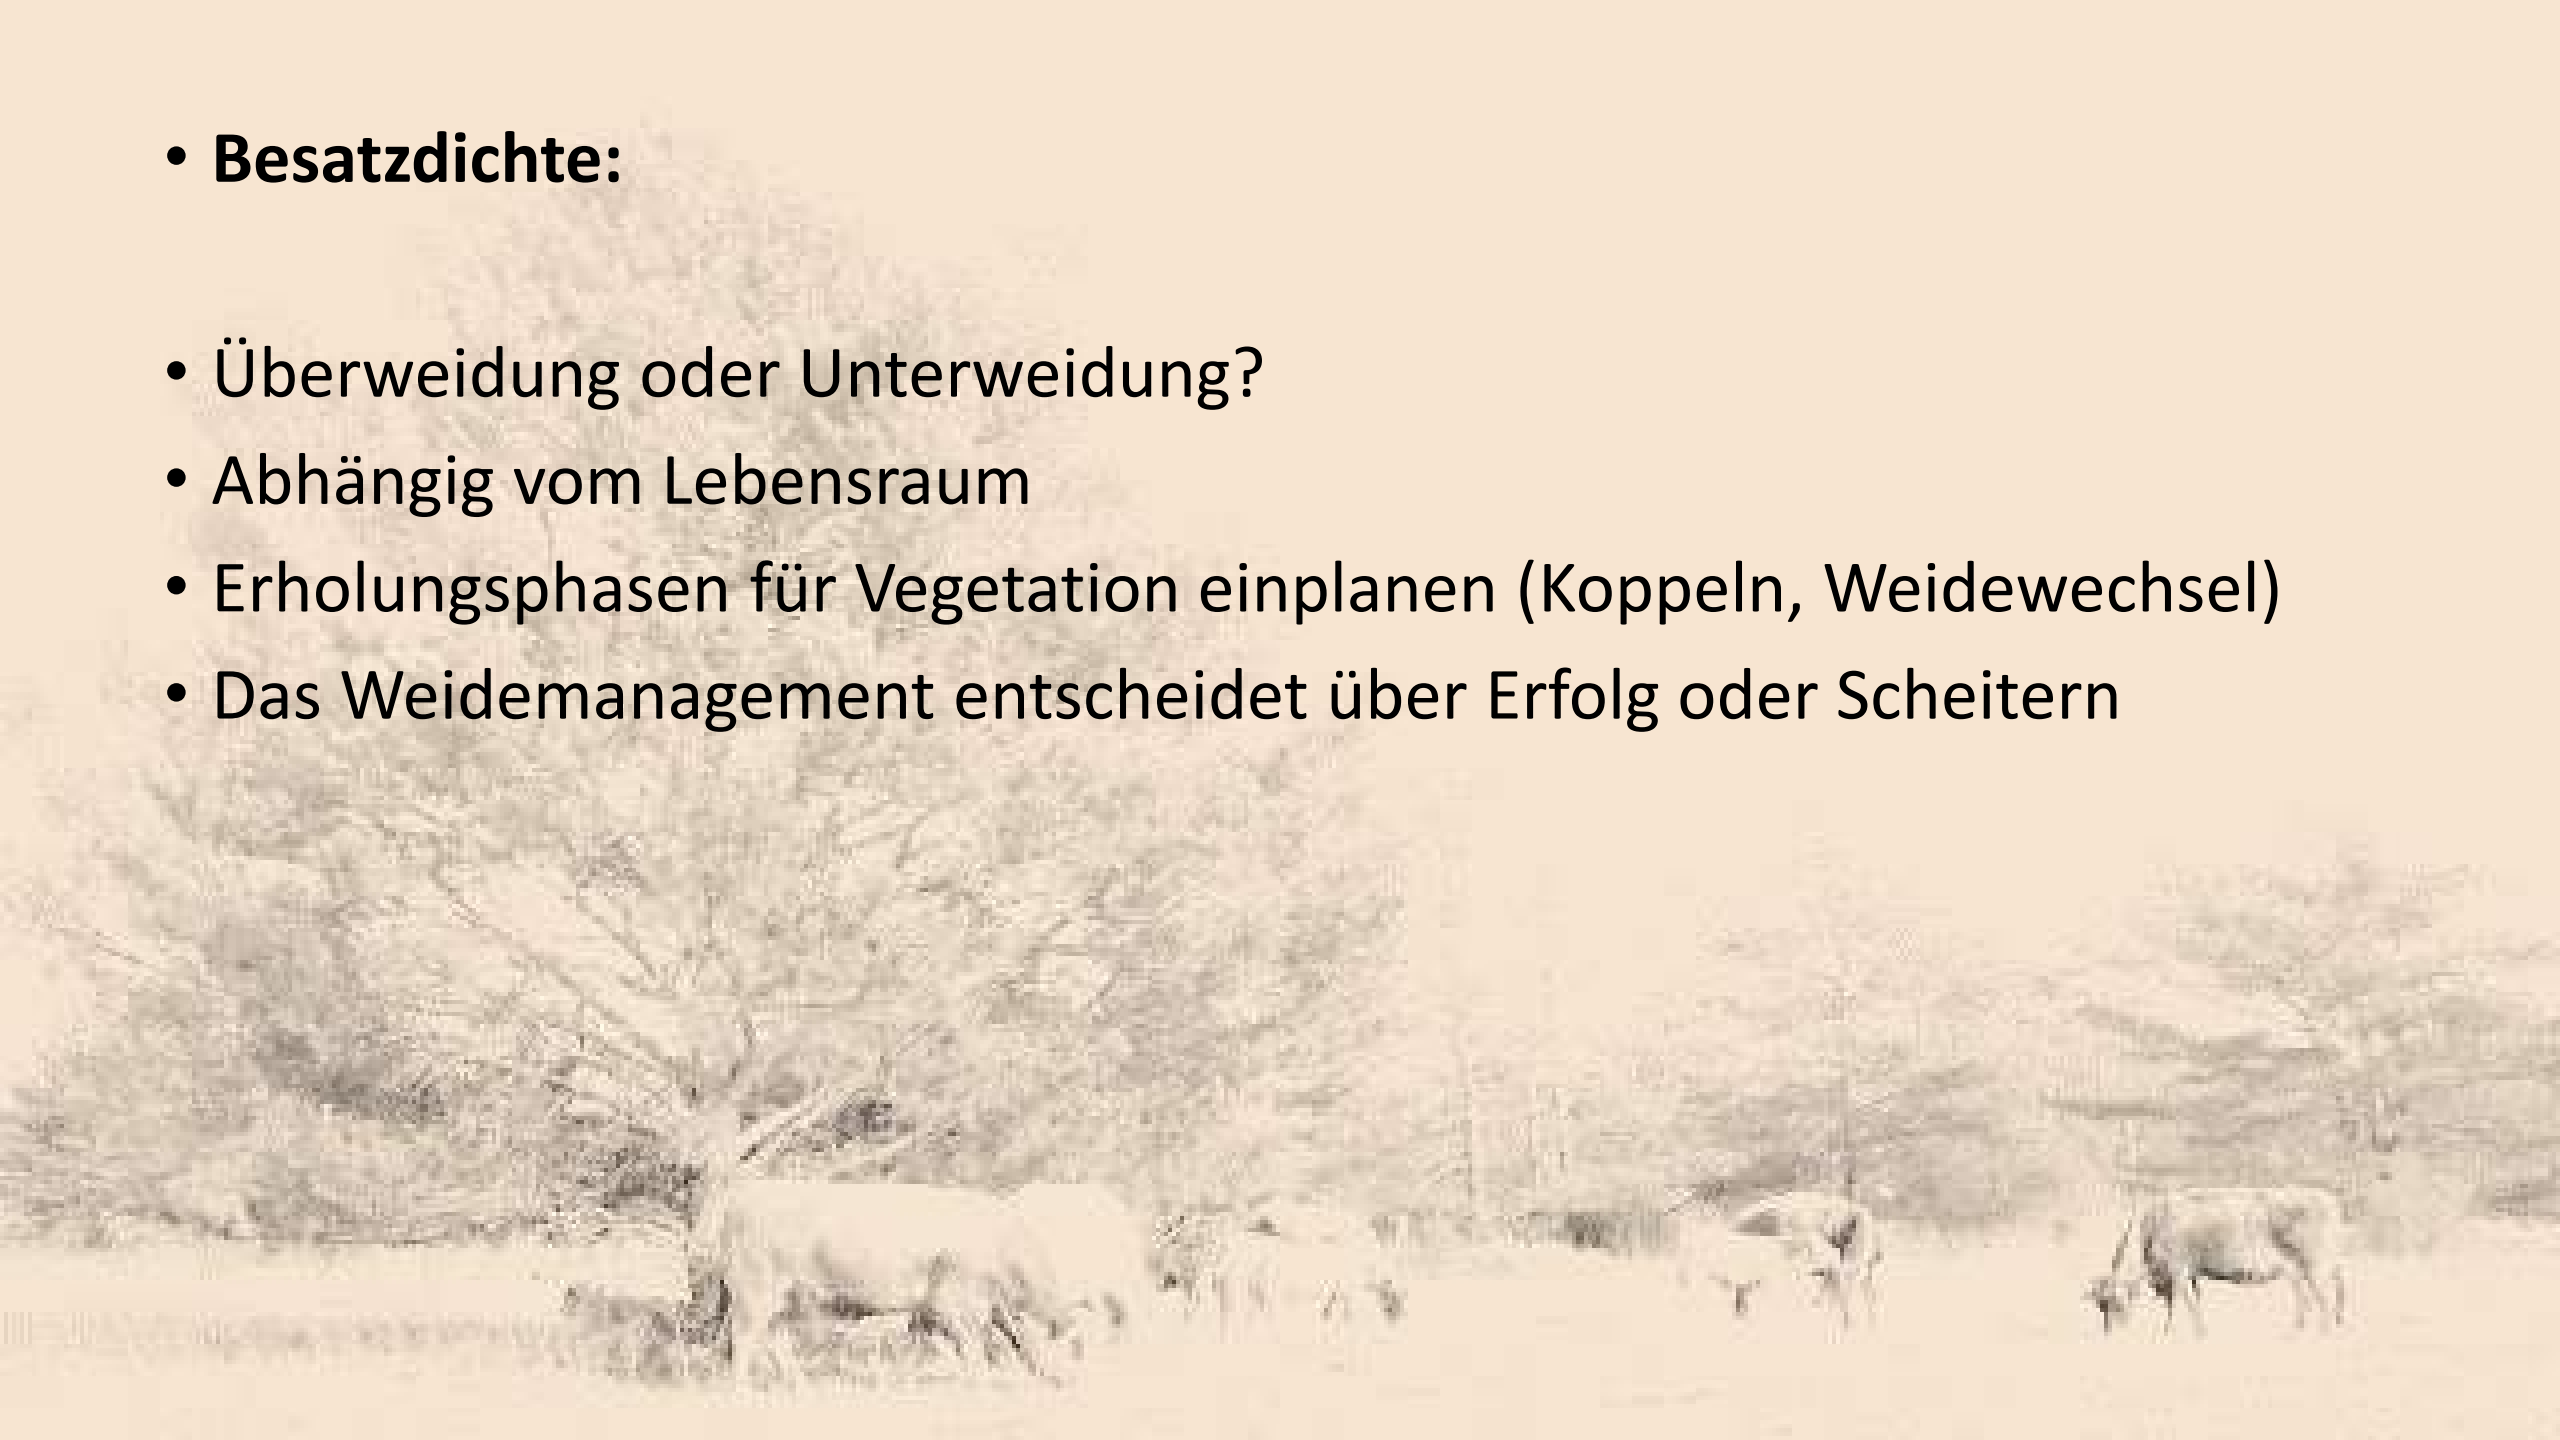 • Besatzdichte:
• Überweidung oder Unterweidung?
• Abhängig vom Lebensraum
• Erholungsphasen für Vegetation einplanen (Koppeln, Weidewechsel)
• Das Weidemanagement entscheidet über Erfolg oder Scheitern